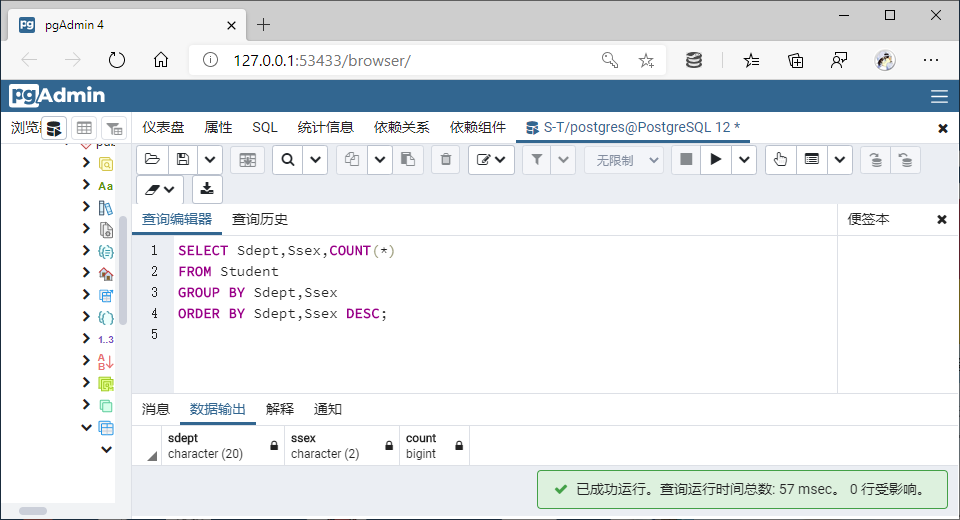 pgAdmin 4
127.0.0.1:53433/browser/
pgAdmin
浏览器 仪表盘 属性 SQL 统计信息 依赖关系 依赖组件 S-T/postgres@PostgreSQL 12 *
无限制
查询编辑器 查询历史 便签本
Aa
1..3
1 SELECT Sdept,Ssex,COUNT(*)
2 FROM Student
3 GROUP BY Sdept,Ssex
4 ORDER BY Sdept,Ssex DESC;
5
消息 数据输出 解释 通知
sdept ssex count
character (20) character (2) bigint
已成功运行。查询运行时间总数: 57 msec。 0 行受影响。